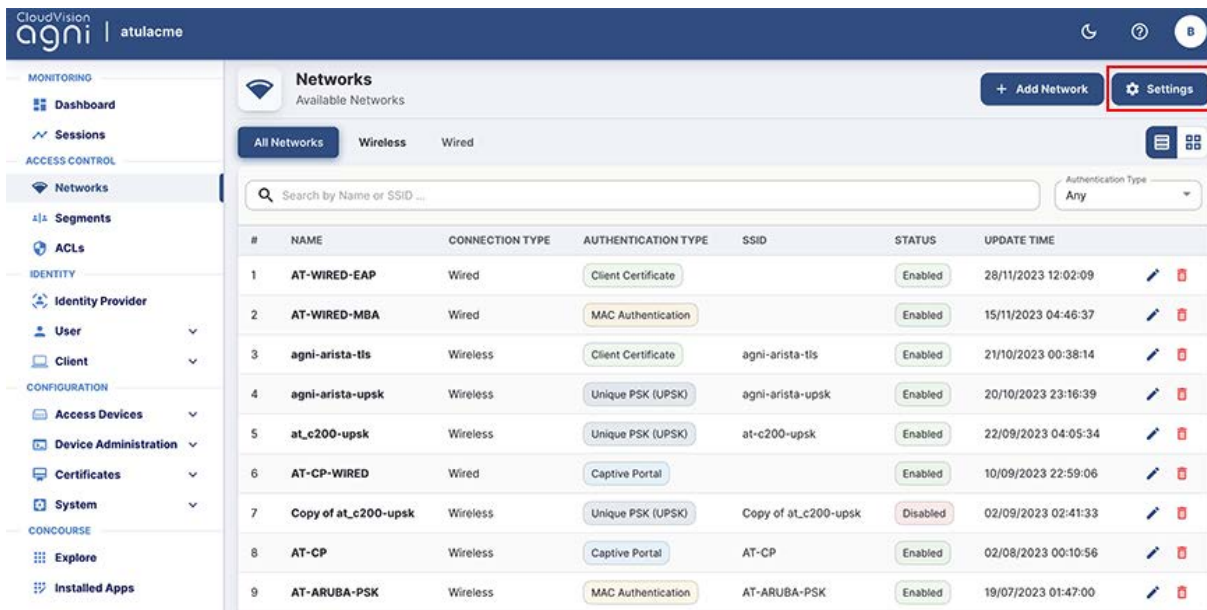 CloudVision
agni | atulacme
B
MONITORING
Dashboard
Sessions
ACCESS CONTROL
Networks
Segments
ACLs
IDENTITY
Identity Provider
User
Client
CONFIGURATION
Access Devices
Device Administration
Certificates
System
CONCOURSE
Explore
Installed Apps
Networks
Available Networks
+ Add Network
Settings
All Networks Wireless Wired
Search by Name or SSID ...
Authentication Type
Any
# NAME CONNECTION TYPE AUTHENTICATION TYPE SSID STATUS UPDATE TIME
1 AT-WIRED-EAP Wired Client Certificate Enabled 28/11/2023 12:02:09
2 AT-WIRED-MBA Wired MAC Authentication Enabled 15/11/2023 04:46:37
3 agni-arista-tls Wireless Client Certificate agni-arista-tls Enabled 21/10/2023 00:38:14
4 agni-arista-upsk Wireless Unique PSK (UPSK) agni-arista-upsk Enabled 20/10/2023 23:16:39
5 at_c200-upsk Wireless Unique PSK (UPSK) at-c200-upsk Enabled 22/09/2023 04:05:34
6 AT-CP-WIRED Wired Captive Portal Enabled 10/09/2023 22:59:06
7 Copy of at_c200-upsk Wireless Unique PSK (UPSK) Copy of at_c200-upsk Disabled 02/09/2023 02:41:33
8 AT-CP Wireless Captive Portal AT-CP Enabled 02/08/2023 00:10:56
9 AT-ARUBA-PSK Wireless MAC Authentication AT-ARUBA-PSK Enabled 19/07/2023 01:47:00